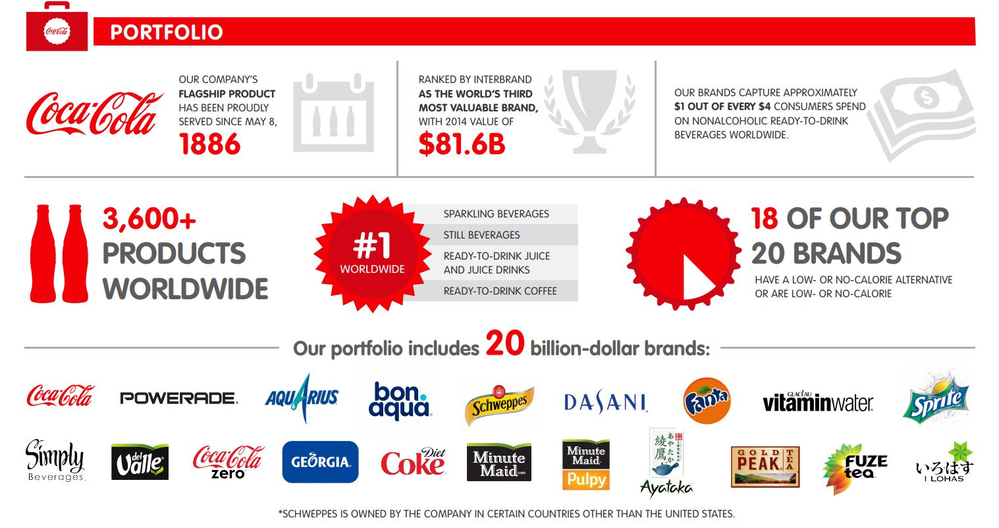 Coca-Cola
PORTFOLIO
Coca-Cola
OUR COMPANY'S
FLAGSHIP PRODUCT
HAS BEEN PROUDLY
SERVED SINCE MAY 8,
1886
RANKED BY INTERBRAND
AS THE WORLD'S THIRD
MOST VALUABLE BRAND,
WITH 2014 VALUE OF
$81.6B
OUR BRANDS CAPTURE APPROXIMATELY
$1 OUT OF EVERY $4 CONSUMERS SPEND
ON NONALCOHOLIC READY-TO-DRINK
BEVERAGES WORLDWIDE.
$
3,600+
PRODUCTS
WORLDWIDE
#1
WORLDWIDE
SPARKLING BEVERAGES
STILL BEVERAGES
READY-TO-DRINK JUICE
AND JUICE DRINKS
READY-TO-DRINK COFFEE
18 OF OUR TOP
20 BRANDS
HAVE A LOW- OR NO-CALORIE ALTERNATIVE
OR ARE LOW- OR NO-CALORIE
Our portfolio includes 20 billion-dollar brands:
Coca-Cola
POWERADE
AQUARIUS
bon
aqua
Schweppes
DASANI
Fanta
GLACÉAU
vitaminwater
Sprite
Simply
Beverages
del
Valle
Coca-Cola
zero
GEORGIA
Diet
Coke
Minute
Maid
Minute
Maid
Pulpy
あやたか
綾鷹
Ayataka
GOLD
PEAK
TEA
FUZE
tea
いろはす
I LOHAS
*SCHWEPPES IS OWNED BY THE COMPANY IN CERTAIN COUNTRIES OTHER THAN THE UNITED STATES.